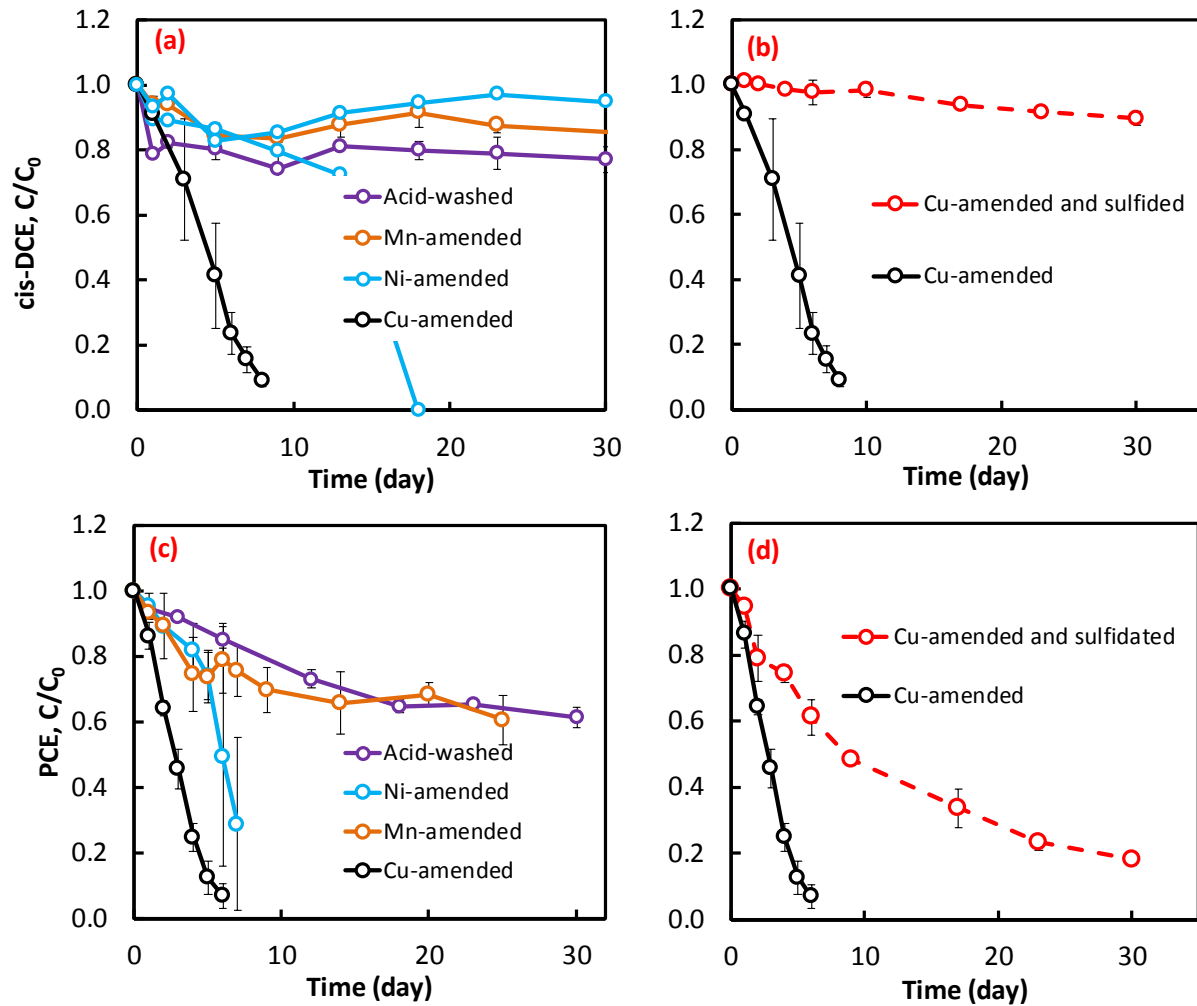 (a)
cis-DCE, C/C0
1.2
1.0
0.8
0.6
0.4
0.2
0.0
Acid-washed
Mn-amended
Ni-amended
Cu-amended
0 10 20 30
Time (day)
(b)
1.2
1.0
0.8
0.6
0.4
0.2
0.0
Cu-amended and sulfided
Cu-amended
0 10 20 30
Time (day)
(c)
PCE, C/C0
1.2
1.0
0.8
0.6
0.4
0.2
0.0
Acid-washed
Ni-amended
Mn-amended
Cu-amended
0 10 20 30
Time (day)
(d)
1.2
1.0
0.8
0.6
0.4
0.2
0.0
Cu-amended and sulfidated
Cu-amended
0 10 20 30
Time (day)